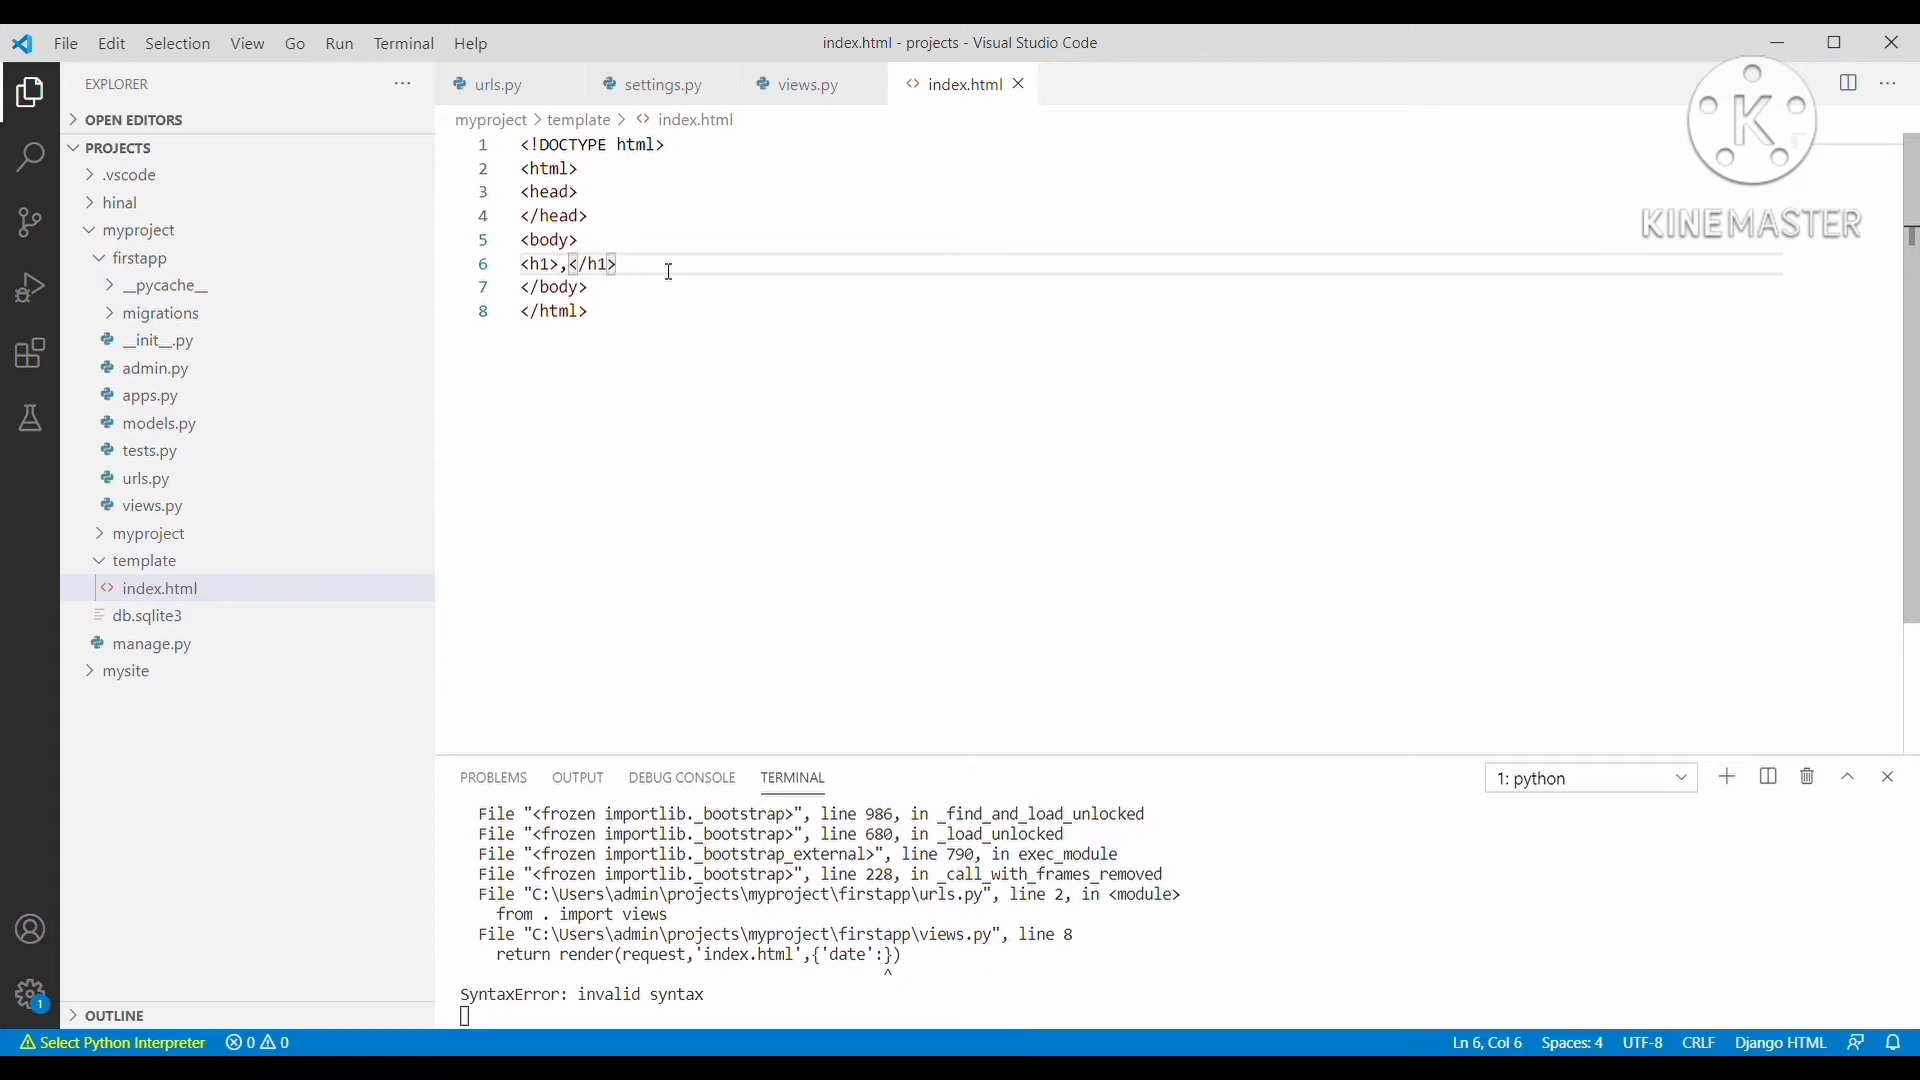 File Edit Selection View Go Run Terminal Help
index.html - projects - Visual Studio Code
EXPLORER
urls.py
settings.py
views.py
index.html
K
KINEMASTER
OPEN EDITORS
PROJECTS
.vscode
hinal
myproject
firstapp
__pycache__
migrations
__init__.py
admin.py
apps.py
models.py
tests.py
urls.py
views.py
myproject
template
index.html
db.sqlite3
manage.py
mysite
OUTLINE
myproject > template > <> index.html
1 <!DOCTYPE html>
2 <html>
3 <head>
4 </head>
5 <body>
6 <h1>,</h1>
7 </body>
8 </html>
PROBLEMS OUTPUT DEBUG CONSOLE TERMINAL
1: python
File "<frozen importlib._bootstrap>", line 986, in _find_and_load_unlocked
File "<frozen importlib._bootstrap>", line 680, in _load_unlocked
File "<frozen importlib._bootstrap_external>", line 790, in exec_module
File "<frozen importlib._bootstrap>", line 228, in _call_with_frames_removed
File "C:\Users\admin\projects\myproject\firstapp\urls.py", line 2, in <module>
from . import views
File "C:\Users\admin\projects\myproject\firstapp\views.py", line 8
return render(request,'index.html',{'date':})
^
SyntaxError: invalid syntax
1
Select Python Interpreter 0 0
Ln 6, Col 6 Spaces: 4 UTF-8 CRLF Django HTML